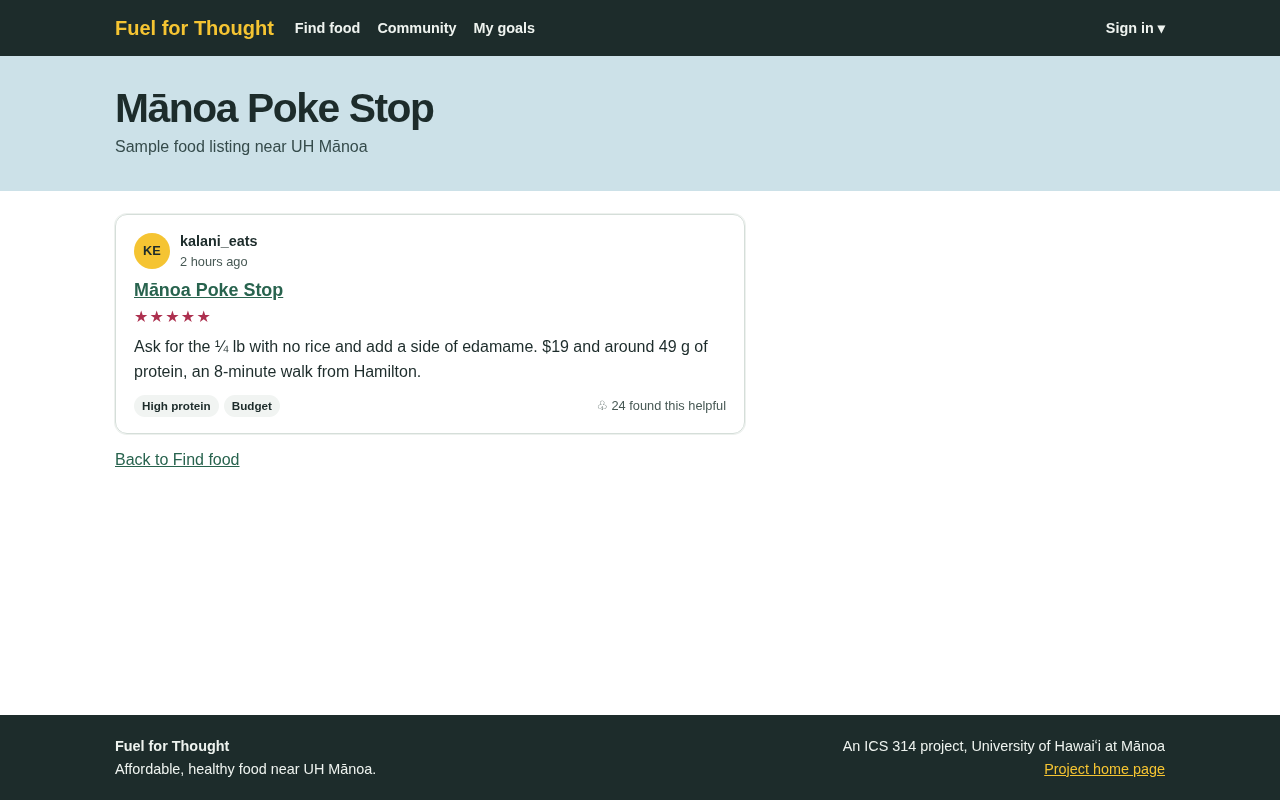 Fuel for Thought Find food Community My goals Sign in ▾
Mānoa Poke Stop
Sample food listing near UH Mānoa
KE
kalani_eats
2 hours ago
Mānoa Poke Stop
★★★★★
Ask for the ¼ lb with no rice and add a side of edamame. $19 and around 49 g of
protein, an 8-minute walk from Hamilton.
High protein Budget ♧ 24 found this helpful
Back to Find food
Fuel for Thought
Affordable, healthy food near UH Mānoa.
An ICS 314 project, University of Hawaiʻi at Mānoa
Project home page